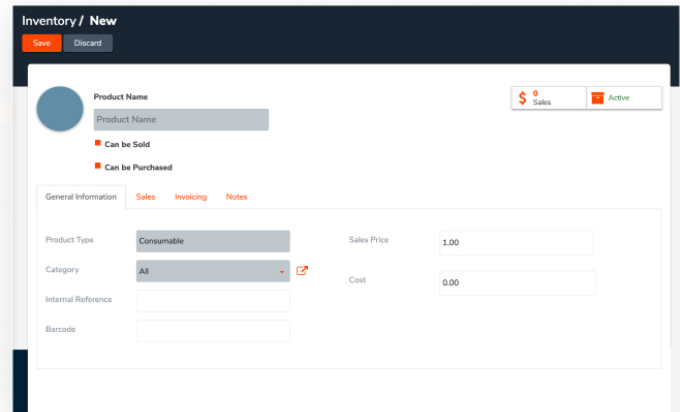 Inventory / New
Save Discard
Product Name
Product Name
$ 0 Sales
Active
Can be Sold
Can be Purchased
General Information Sales Invoicing Notes
Product Type Consumable Sales Price 1.00
Category All Cost 0.00
Internal Reference
Barcode